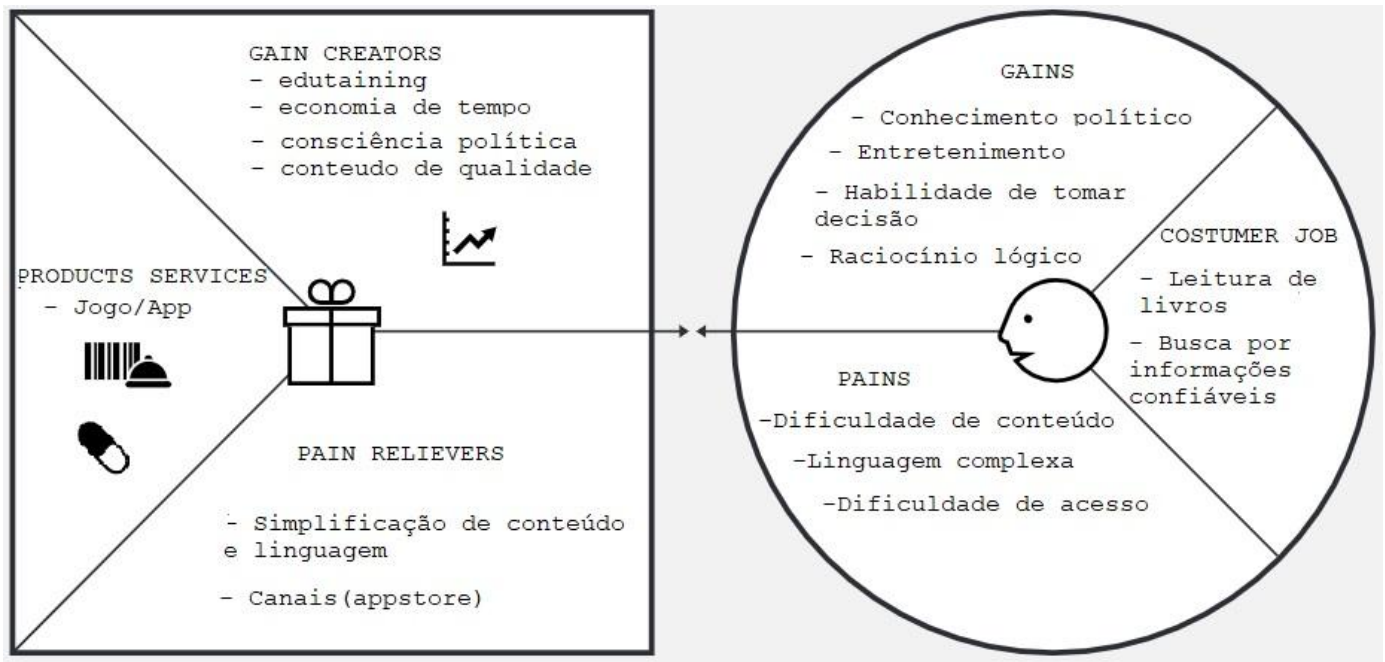 GAIN CREATORS
- edutaining
- economia de tempo
- consciência política
- conteudo de qualidade
PRODUCTS SERVICES
- Jogo/App
PAIN RELIEVERS
- Simplificação de conteúdo
e linguagem
- Canais(appstore)
GAINS
- Conhecimento político
- Entretenimento
- Habilidade de tomar
decisão
- Raciocínio lógico
COSTUMER JOB
- Leitura de
livros
- Busca por
informações
confiáveis
PAINS
-Dificuldade de conteúdo
-Linguagem complexa
-Dificuldade de acesso